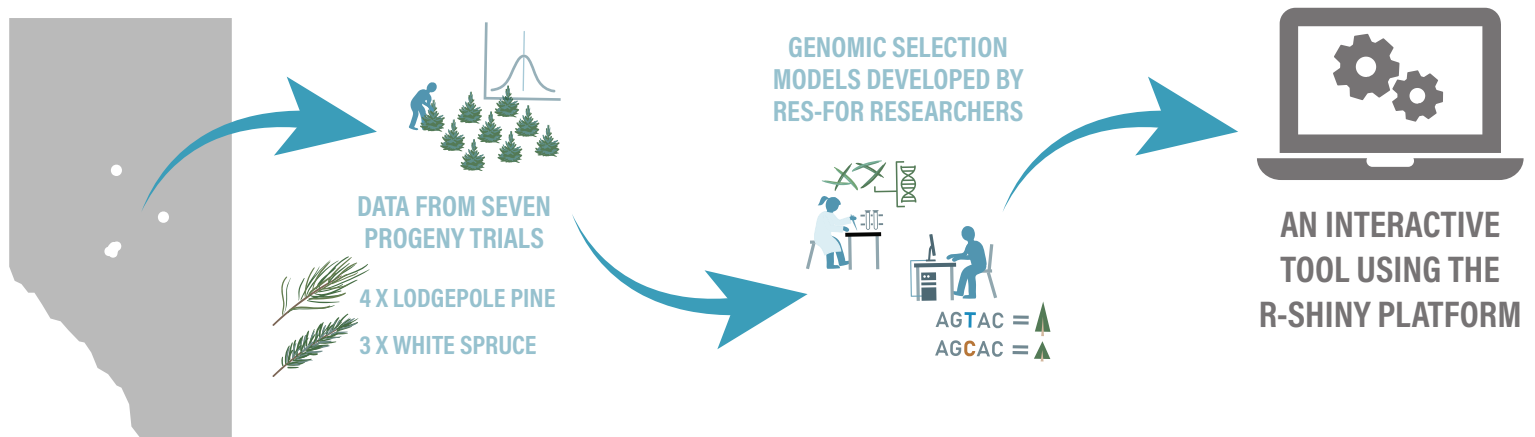 DATA FROM SEVEN
PROGENY TRIALS
4 X LODGEPOLE PINE
3 X WHITE SPRUCE
GENOMIC SELECTION
MODELS DEVELOPED BY
RES-FOR RESEARCHERS
AGTAC =
AGCAC =
AN INTERACTIVE
TOOL USING THE
R-SHINY PLATFORM